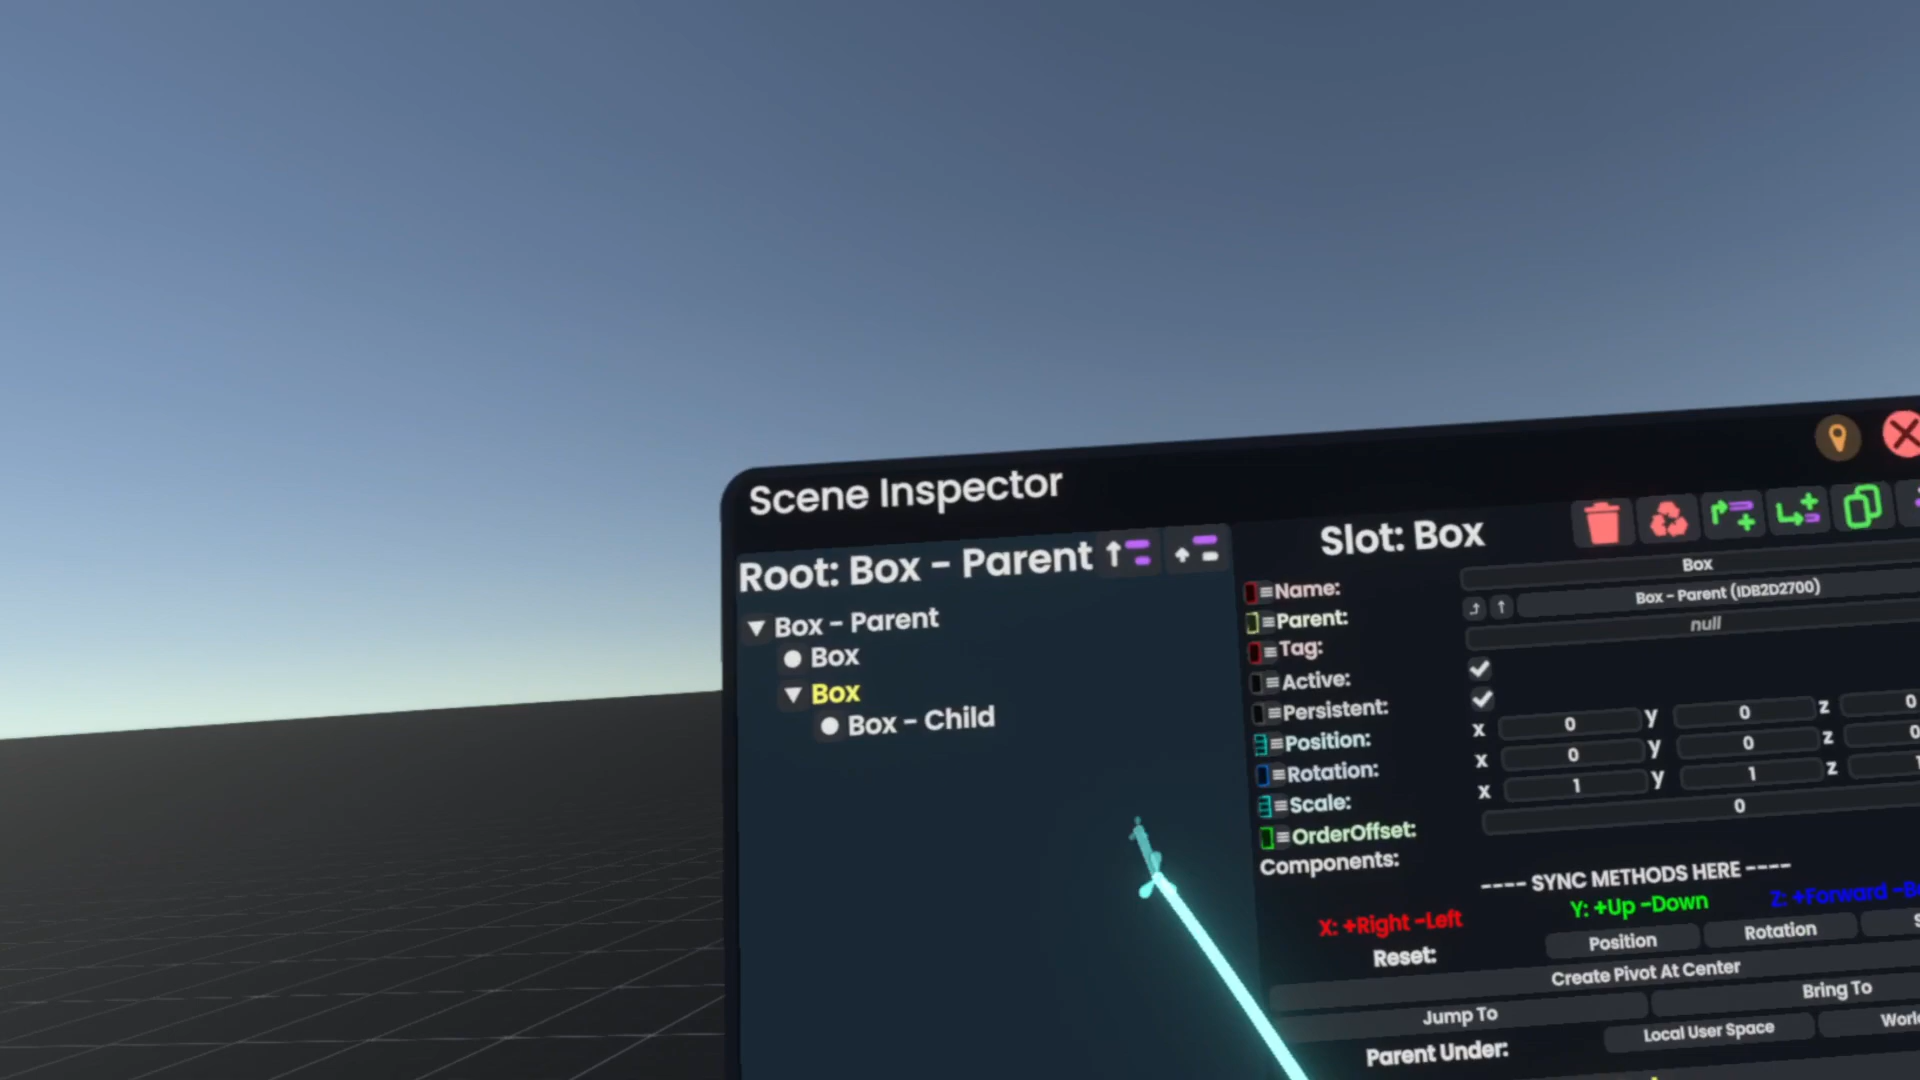 Scene Inspector
Root: Box - Parent
Box - Parent
Box
Box
Box - Child
Slot: Box
Name: Box
Parent: Box - Parent (IDB2D2700)
Tag: null
Active:
Persistent:
Position: x 0 y 0 z 0
Rotation: x 0 y 0 z 0
Scale: x 1 y 1 z
OrderOffset: 0
Components:
---- SYNC METHODS HERE ----
X: +Right -Left Y: +Up -Down Z: +Forward
Reset: Position Rotation
Create Pivot At Center
Jump To Bring To
Parent Under: Local User Space